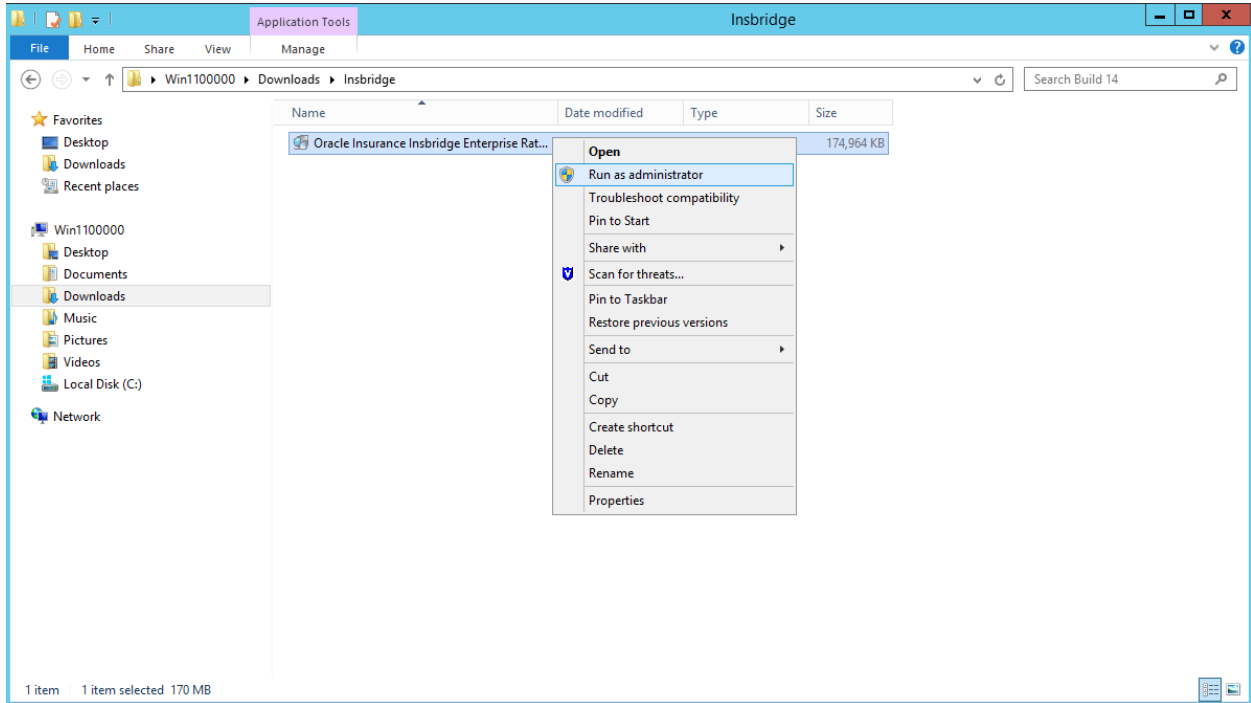 Application Tools
Insbridge
File Home Share View Manage
Win1100000 Downloads Insbridge
Search Build 14
Name Date modified Type Size
Favorites
Desktop
Downloads
Recent places
Win1100000
Desktop
Documents
Downloads
Music
Pictures
Videos
Local Disk (C:)
Network
Oracle Insurance Insbridge Enterprise Rat... 174,964 KB
Open
Run as administrator
Troubleshoot compatibility
Pin to Start
Share with
Scan for threats...
Pin to Taskbar
Restore previous versions
Send to
Cut
Copy
Create shortcut
Delete
Rename
Properties
1 item 1 item selected 170 MB